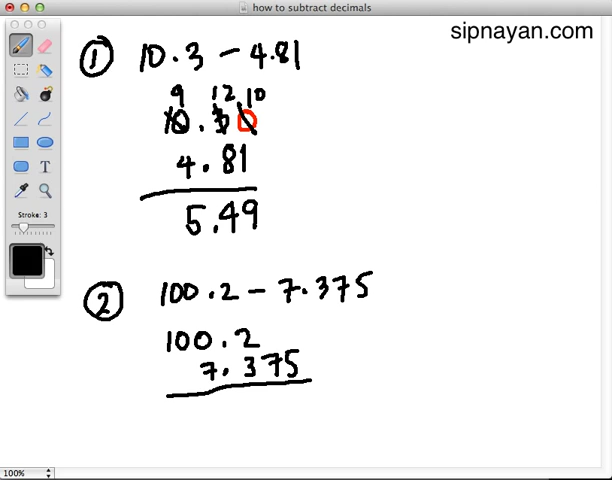 how to subtract decimals
sipnayan.com
1 10.3 - 4.81
9 12 10
10.30
4.81
5.49
2 100.2 - 7.375
100.2
7.375
T
Stroke: 3
100%